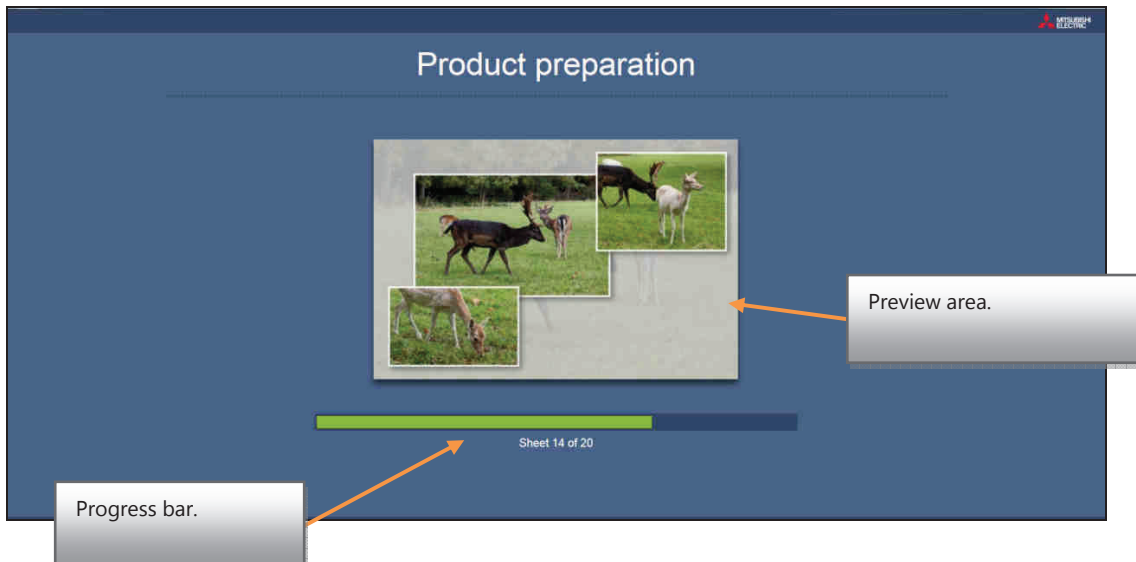 MITSUBISHI
ELECTRIC
Product preparation
Preview area.
Sheet 14 of 20
Progress bar.